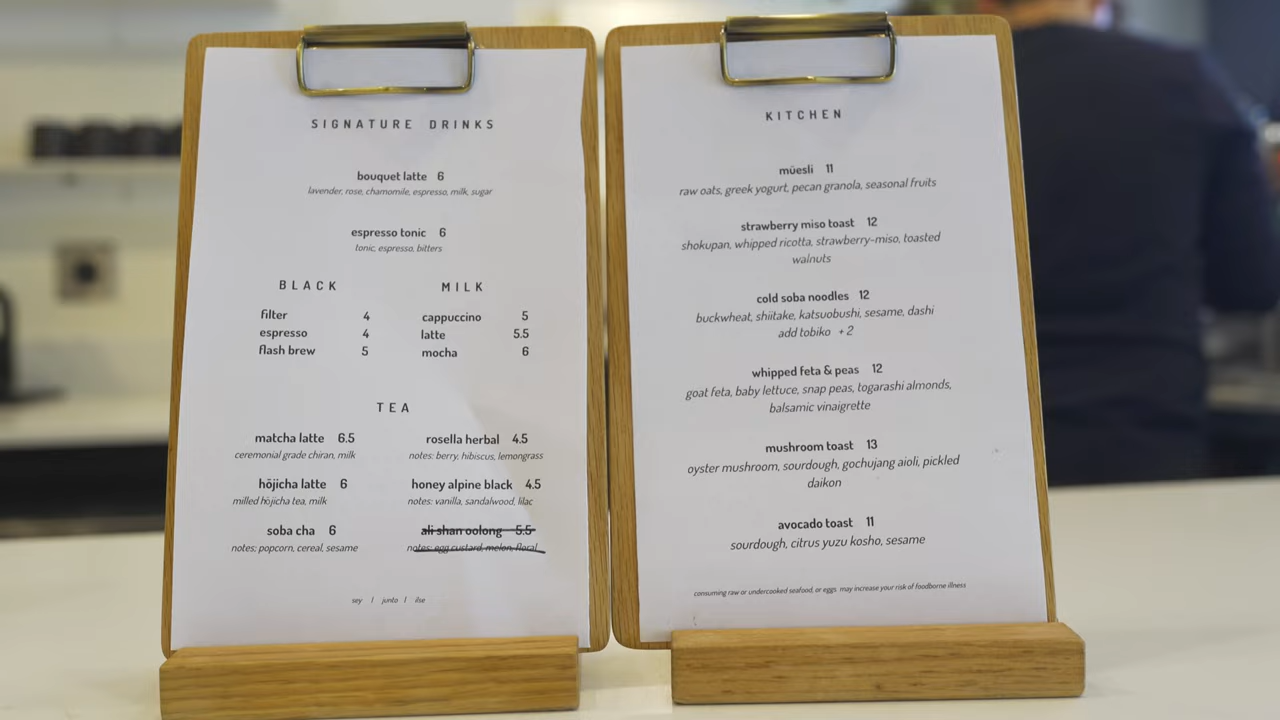 SIGNATURE DRINKS
bouquet latte 6
lavender, rose, chamomile, espresso, milk, sugar
espresso tonic 6
tonic, espresso, bitters
BLACK
filter 4
espresso 4
flash brew 5
MILK
cappuccino 5
latte 5.5
mocha 6
TEA
matcha latte 6.5
ceremonial grade chiran, milk
hōjicha latte 6
milled hōjicha tea, milk
soba cha 6
notes: popcorn, cereal, sesame
rosella herbal 4.5
notes: berry, hibiscus, lemongrass
honey alpine black 4.5
notes: vanilla, sandalwood, lilac
ali shan oolong 5.5
notes: egg custard, melon, floral
sey / junto / ilse
KITCHEN
müesli 11
raw oats, greek yogurt, pecan granola, seasonal fruits
strawberry miso toast 12
shokupan, whipped ricotta, strawberry-miso, toasted
walnuts
cold soba noodles 12
buckwheat, shiitake, katsuobushi, sesame, dashi
add tobiko +2
whipped feta & peas 12
goat feta, baby lettuce, snap peas, togarashi almonds,
balsamic vinaigrette
mushroom toast 13
oyster mushroom, sourdough, gochujang aioli, pickled
daikon
avocado toast 11
sourdough, citrus yuzu kosho, sesame
consuming raw or undercooked seafood, or eggs, may increase your risk of foodborne illness